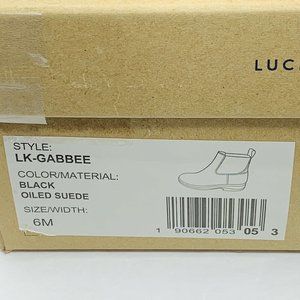 LUC
STYLE:
LK-GABBEE
COLOR/MATERIAL:
BLACK
OILED SUEDE
SIZE/WIDTH:
6M
1 90662 053 05 3